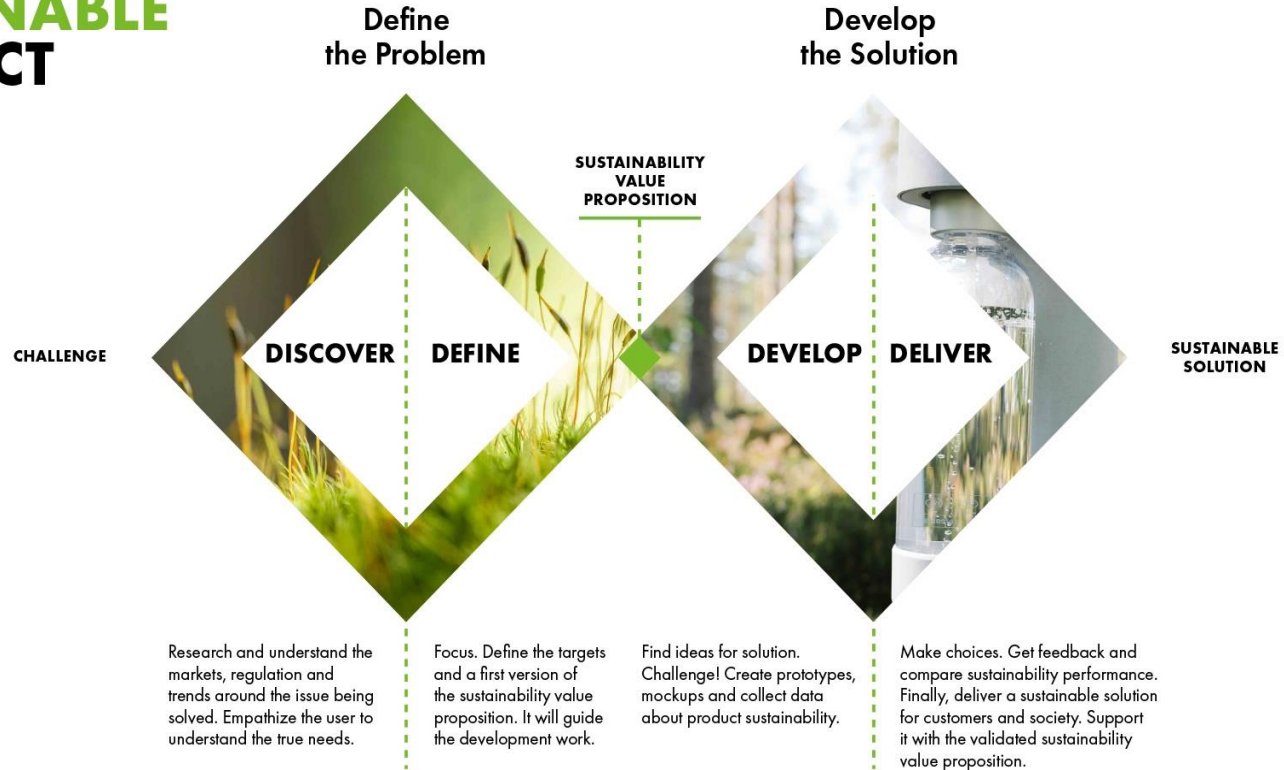 NABLE
CT
Define
the Problem
Develop
the Solution
SUSTAINABILITY
VALUE
PROPOSITION
CHALLENGE
DISCOVER
DEFINE
DEVELOP
DELIVER
SUSTAINABLE
SOLUTION
Research and understand the
markets, regulation and
trends around the issue being
solved. Empathize the user to
understand the true needs.
Focus. Define the targets
and a first version of
the sustainability value
proposition. It will guide
the development work.
Find ideas for solution.
Challenge! Create prototypes,
mockups and collect data
about product sustainability.
Make choices. Get feedback and
compare sustainability performance.
Finally, deliver a sustainable solution
for customers and society. Support
it with the validated sustainability
value proposition.